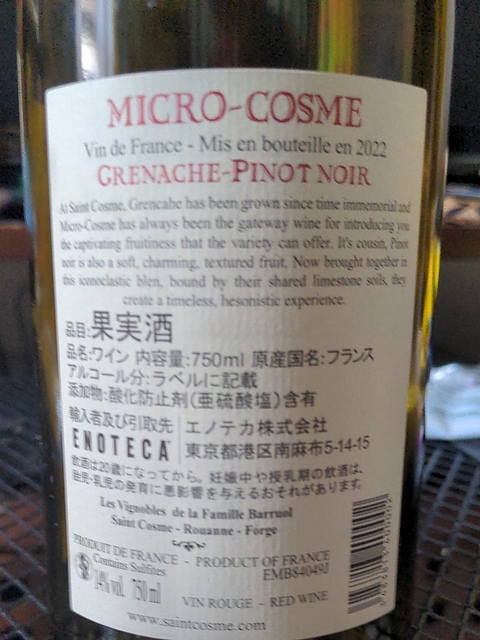 MICRO-COSME
Vin de France - Mis en bouteille en 2022
GRENACHE-PINOT NOIR
At Saint Cosme, Grencahe has been grown since time immemorial and
Micro-Cosme has always been the gateway wine for introducing you
the captivating fruitiness that the variety can offer. It's cousin, Pinot
noir is also a soft, charming, textured fruit. Now brought together in
this iconoclastic blen, bound by their shared limestone soils, they
create a timeless, hesonistic experience.
品目:果実酒
品名:ワイン 内容量:750ml 原産国名:フランス
アルコール分:ラベルに記載
添加物:酸化防止剤(亜硫酸塩)含有
輸入者及び引取先 エノテカ株式会社
ENOTECA 東京都港区南麻布5-14-15
飲酒は20歳になってから。妊娠中や授乳期の飲酒は、
胎児・乳児の発育に悪影響を与えるおそれがあります。
Les Vignobles de la Famille Barruol
Saint Cosme - Rouanne - Forge
PRODUIT DE FRANCE - PRODUCT OF FRANCE
Contains Sulfites EMB84049J
14% vol. 750 ml
VIN ROUGE - RED WINE
www.saintcosme.com